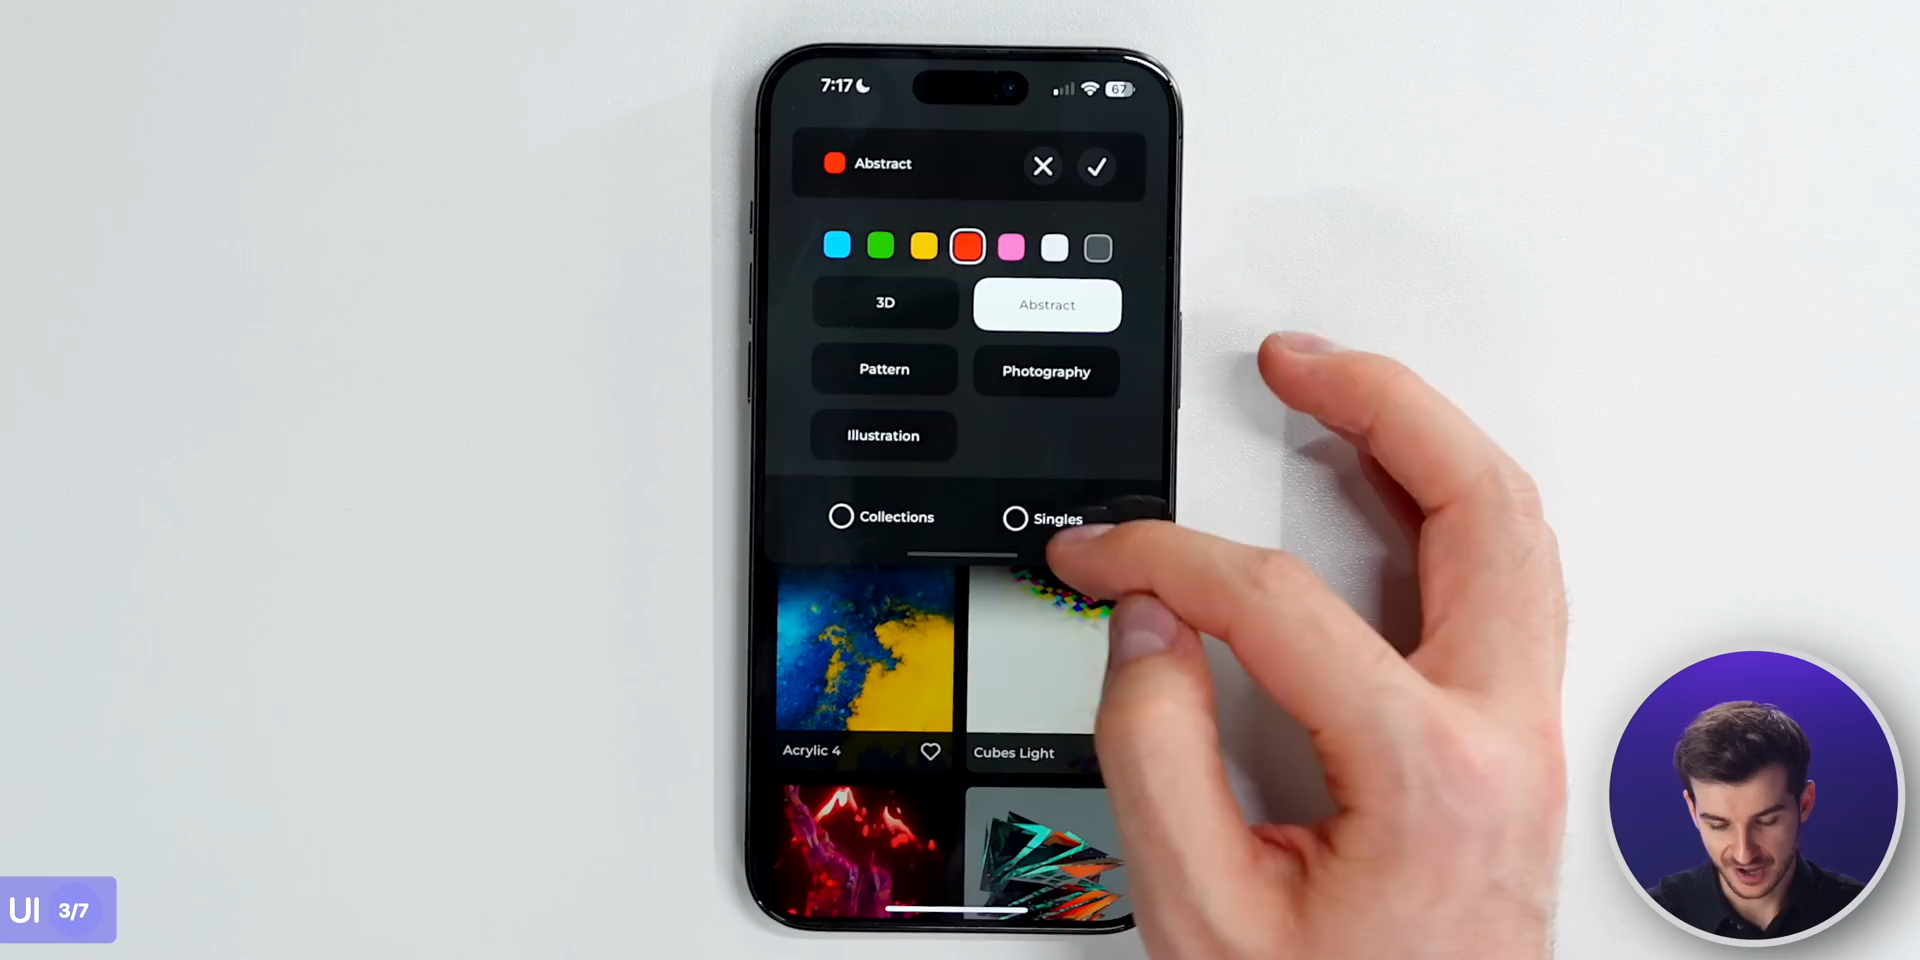 7:17
67
Abstract
3D
Abstract
Pattern
Photography
Illustration
Collections
Singles
Acrylic 4
Cubes Light
UI 3/7